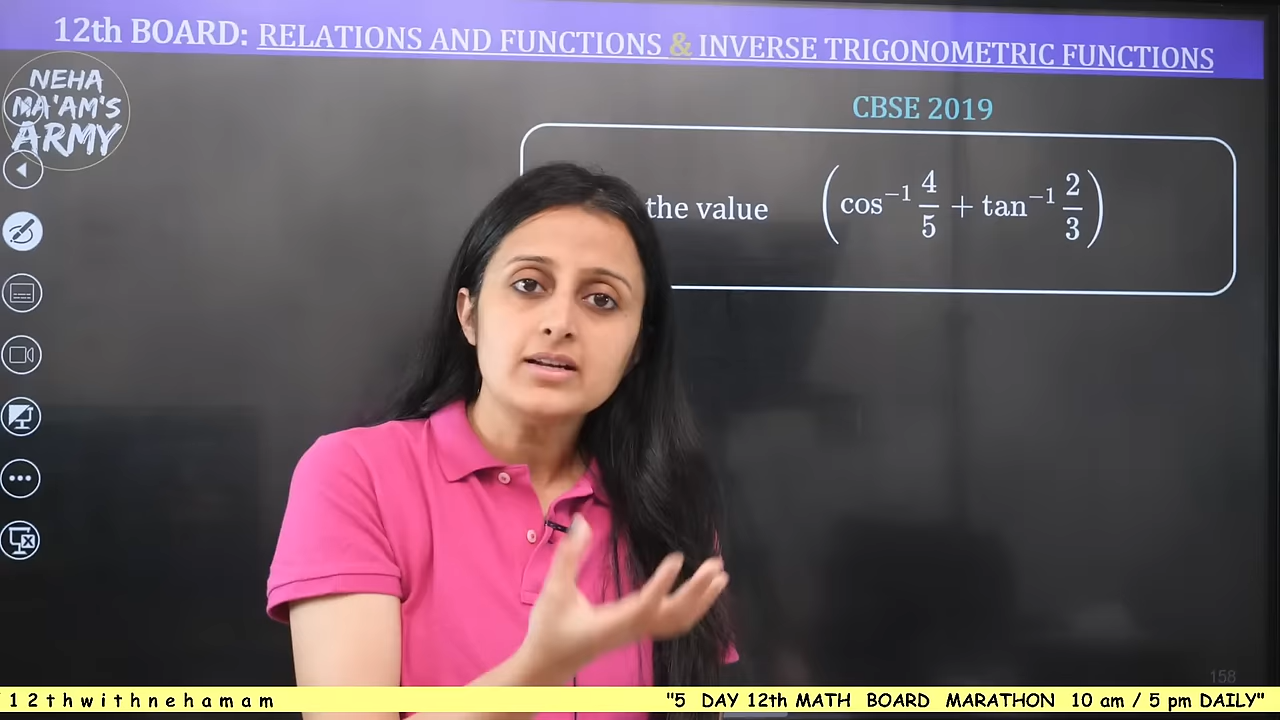 12th BOARD: RELATIONS AND FUNCTIONS & INVERSE TRIGONOMETRIC FUNCTIONS
NEHA
MA'AM'S
ARMY
CBSE 2019
the value (cos⁻¹ 4/5 + tan⁻¹ 2/3)
158
1 2 t h w i t h n e h a m a m
"5 DAY 12th MATH BOARD MARATHON 10 am / 5 pm DAILY"